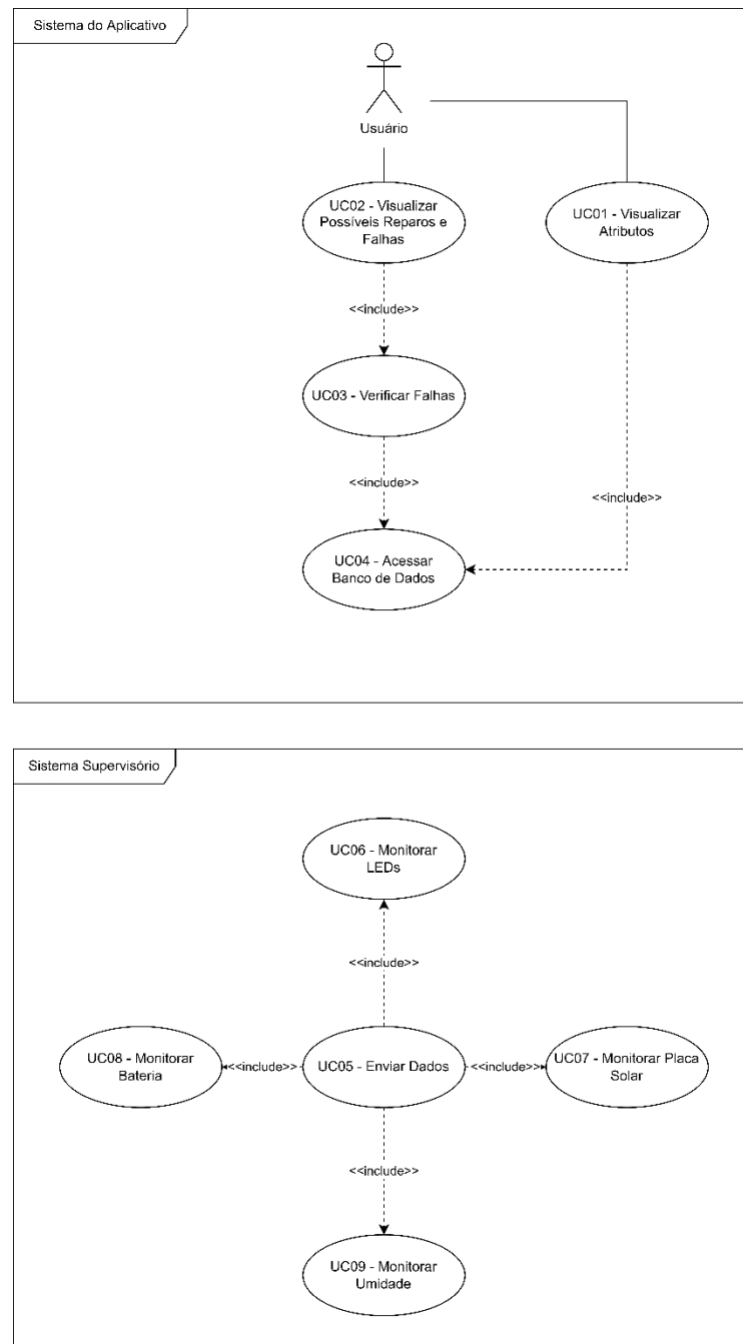 Sistema do Aplicativo
Usuário
UC02 - Visualizar
Possíveis Reparos e
Falhas
UC01 - Visualizar
Atributos
<<include>>
UC03 - Verificar Falhas
<<include>>
<<include>>
UC04 - Acessar
Banco de Dados
Sistema Supervisório
UC06 - Monitorar
LEDs
<<include>>
UC08 - Monitorar
Bateria
<<include>>
UC05 - Enviar Dados
<<include>>
UC07 - Monitorar Placa
Solar
<<include>>
UC09 - Monitorar
Umidade